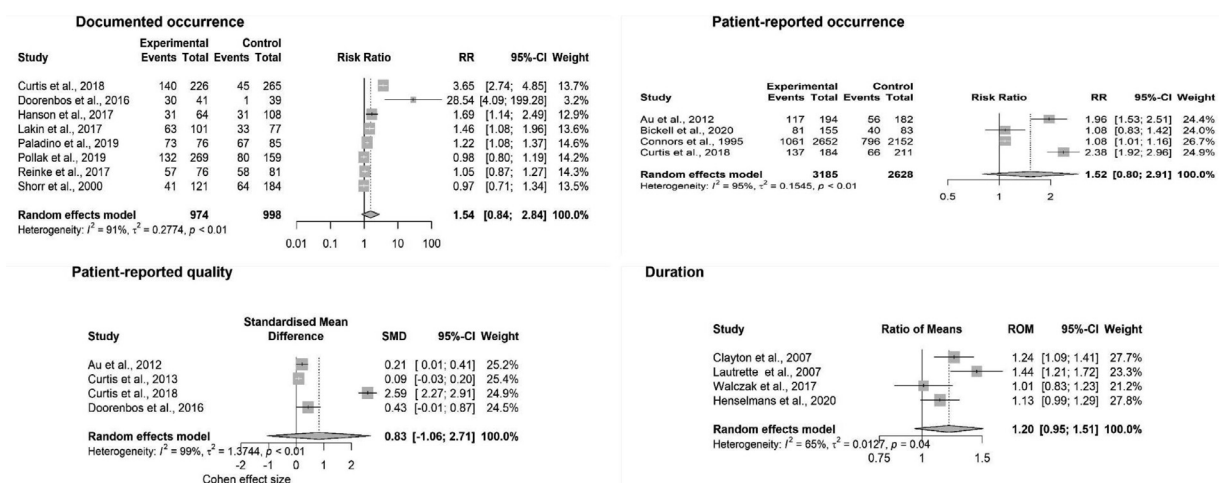 Documented occurrence
Experimental Control
Study Events Total Events Total Risk Ratio RR 95%-CI Weight
Curtis et al., 2018 140 226 45 265 3.65 [2.74; 4.85] 13.7%
Doorenbos et al., 2016 30 41 1 39 28.54 [4.09; 199.28] 3.2%
Hanson et al., 2017 31 64 31 108 1.69 [1.14; 2.49] 12.9%
Lakin et al., 2017 63 101 33 77 1.46 [1.08; 1.96] 13.6%
Paladino et al., 2019 73 76 67 85 1.22 [1.08; 1.37] 14.4%
Pollak et al., 2019 132 269 80 159 0.98 [0.80; 1.19] 14.2%
Reinke et al., 2017 57 76 58 81 1.05 [0.87; 1.27] 14.2%
Shorr et al., 2000 41 121 64 184 0.97 [0.71; 1.34] 13.5%
Random effects model 974 998 1.54 [0.84; 2.84] 100.0%
Heterogeneity: I² = 91%, τ² = 0.2774, p < 0.01
0.01 0.1 1 10 100
Patient-reported occurrence
Experimental Control
Study Events Total Events Total Risk Ratio RR 95%-CI Weight
Au et al., 2012 117 194 56 182 1.96 [1.53; 2.51] 24.4%
Bickell et al., 2020 81 155 40 83 1.08 [0.83; 1.42] 24.1%
Connors et al., 1995 1061 2652 796 2152 1.08 [1.01; 1.16] 26.7%
Curtis et al., 2018 137 184 66 211 2.38 [1.92; 2.96] 24.9%
Random effects model 3185 2628 1.52 [0.80; 2.91] 100.0%
Heterogeneity: I² = 95%, τ² = 0.1545, p < 0.01
0.5 1 2
Patient-reported quality
Standardised Mean
Study Difference SMD 95%-CI Weight
Au et al., 2012 0.21 [ 0.01; 0.41] 25.2%
Curtis et al., 2013 0.09 [-0.03; 0.20] 25.4%
Curtis et al., 2018 2.59 [ 2.27; 2.91] 24.9%
Doorenbos et al., 2016 0.43 [-0.01; 0.87] 24.5%
Random effects model 0.83 [-1.06; 2.71] 100.0%
Heterogeneity: I² = 99%, τ² = 1.3744, p < 0.01
-2 -1 0 1 2
Cohen effect size
Duration
Study Ratio of Means ROM 95%-CI Weight
Clayton et al., 2007 1.24 [1.09; 1.41] 27.7%
Lautrette et al., 2007 1.44 [1.21; 1.72] 23.3%
Walczak et al., 2017 1.01 [0.83; 1.23] 21.2%
Henselmans et al., 2020 1.13 [0.99; 1.29] 27.8%
Random effects model 1.20 [0.95; 1.51] 100.0%
Heterogeneity: I² = 65%, τ² = 0.0127, p = 0.04
0.75 1 1.5